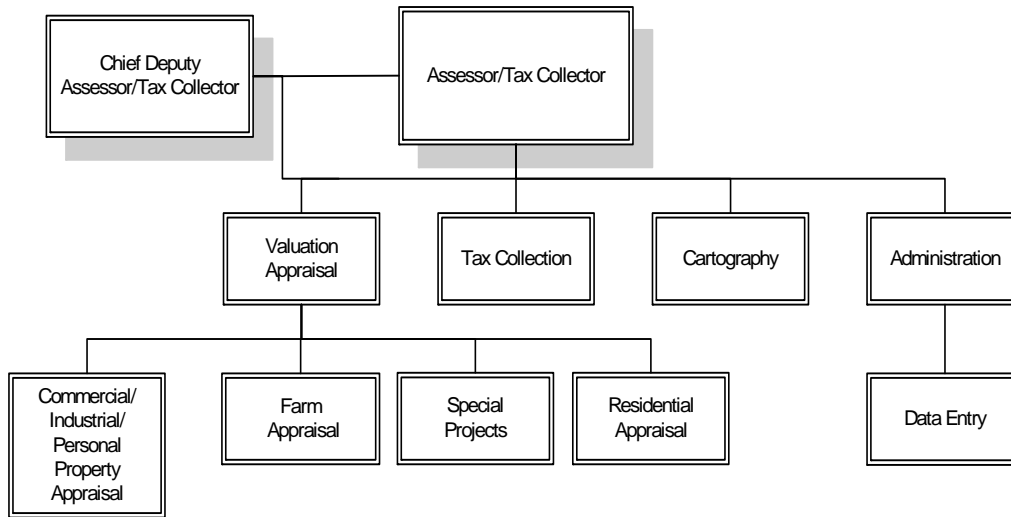 Chief Deputy
Assessor/Tax Collector
Assessor/Tax Collector
Valuation
Appraisal
Tax Collection
Cartography
Administration
Commercial/
Industrial/
Personal
Property
Appraisal
Farm
Appraisal
Special
Projects
Residential
Appraisal
Data Entry